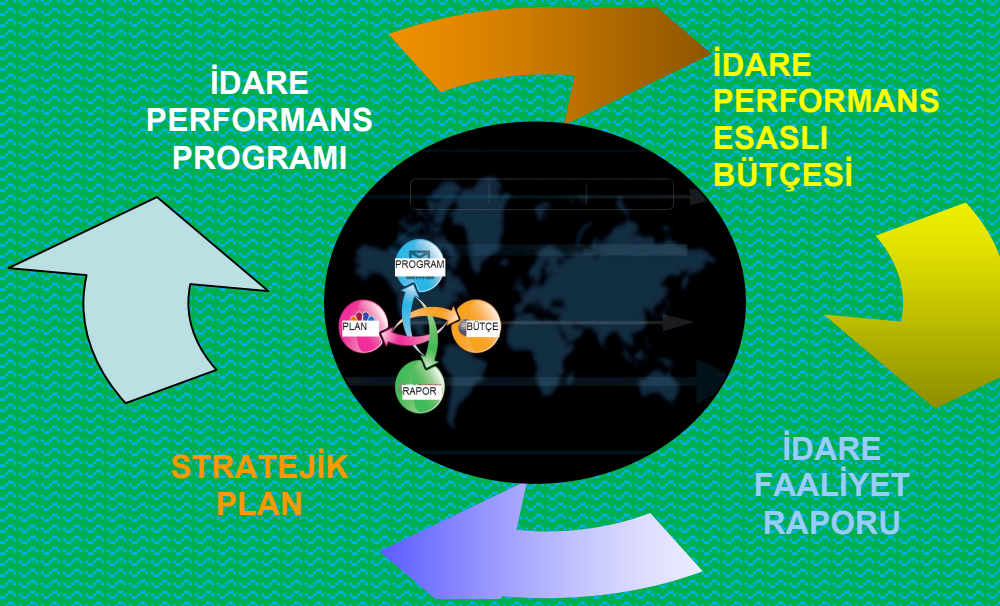 İDARE
PERFORMANS
PROGRAMI
İDARE
PERFORMANS
ESASLI
BÜTÇESİ
PROGRAM
PLAN
BÜTÇE
RAPOR
STRATEJİK
PLAN
İDARE
FAALİYET
RAPORU